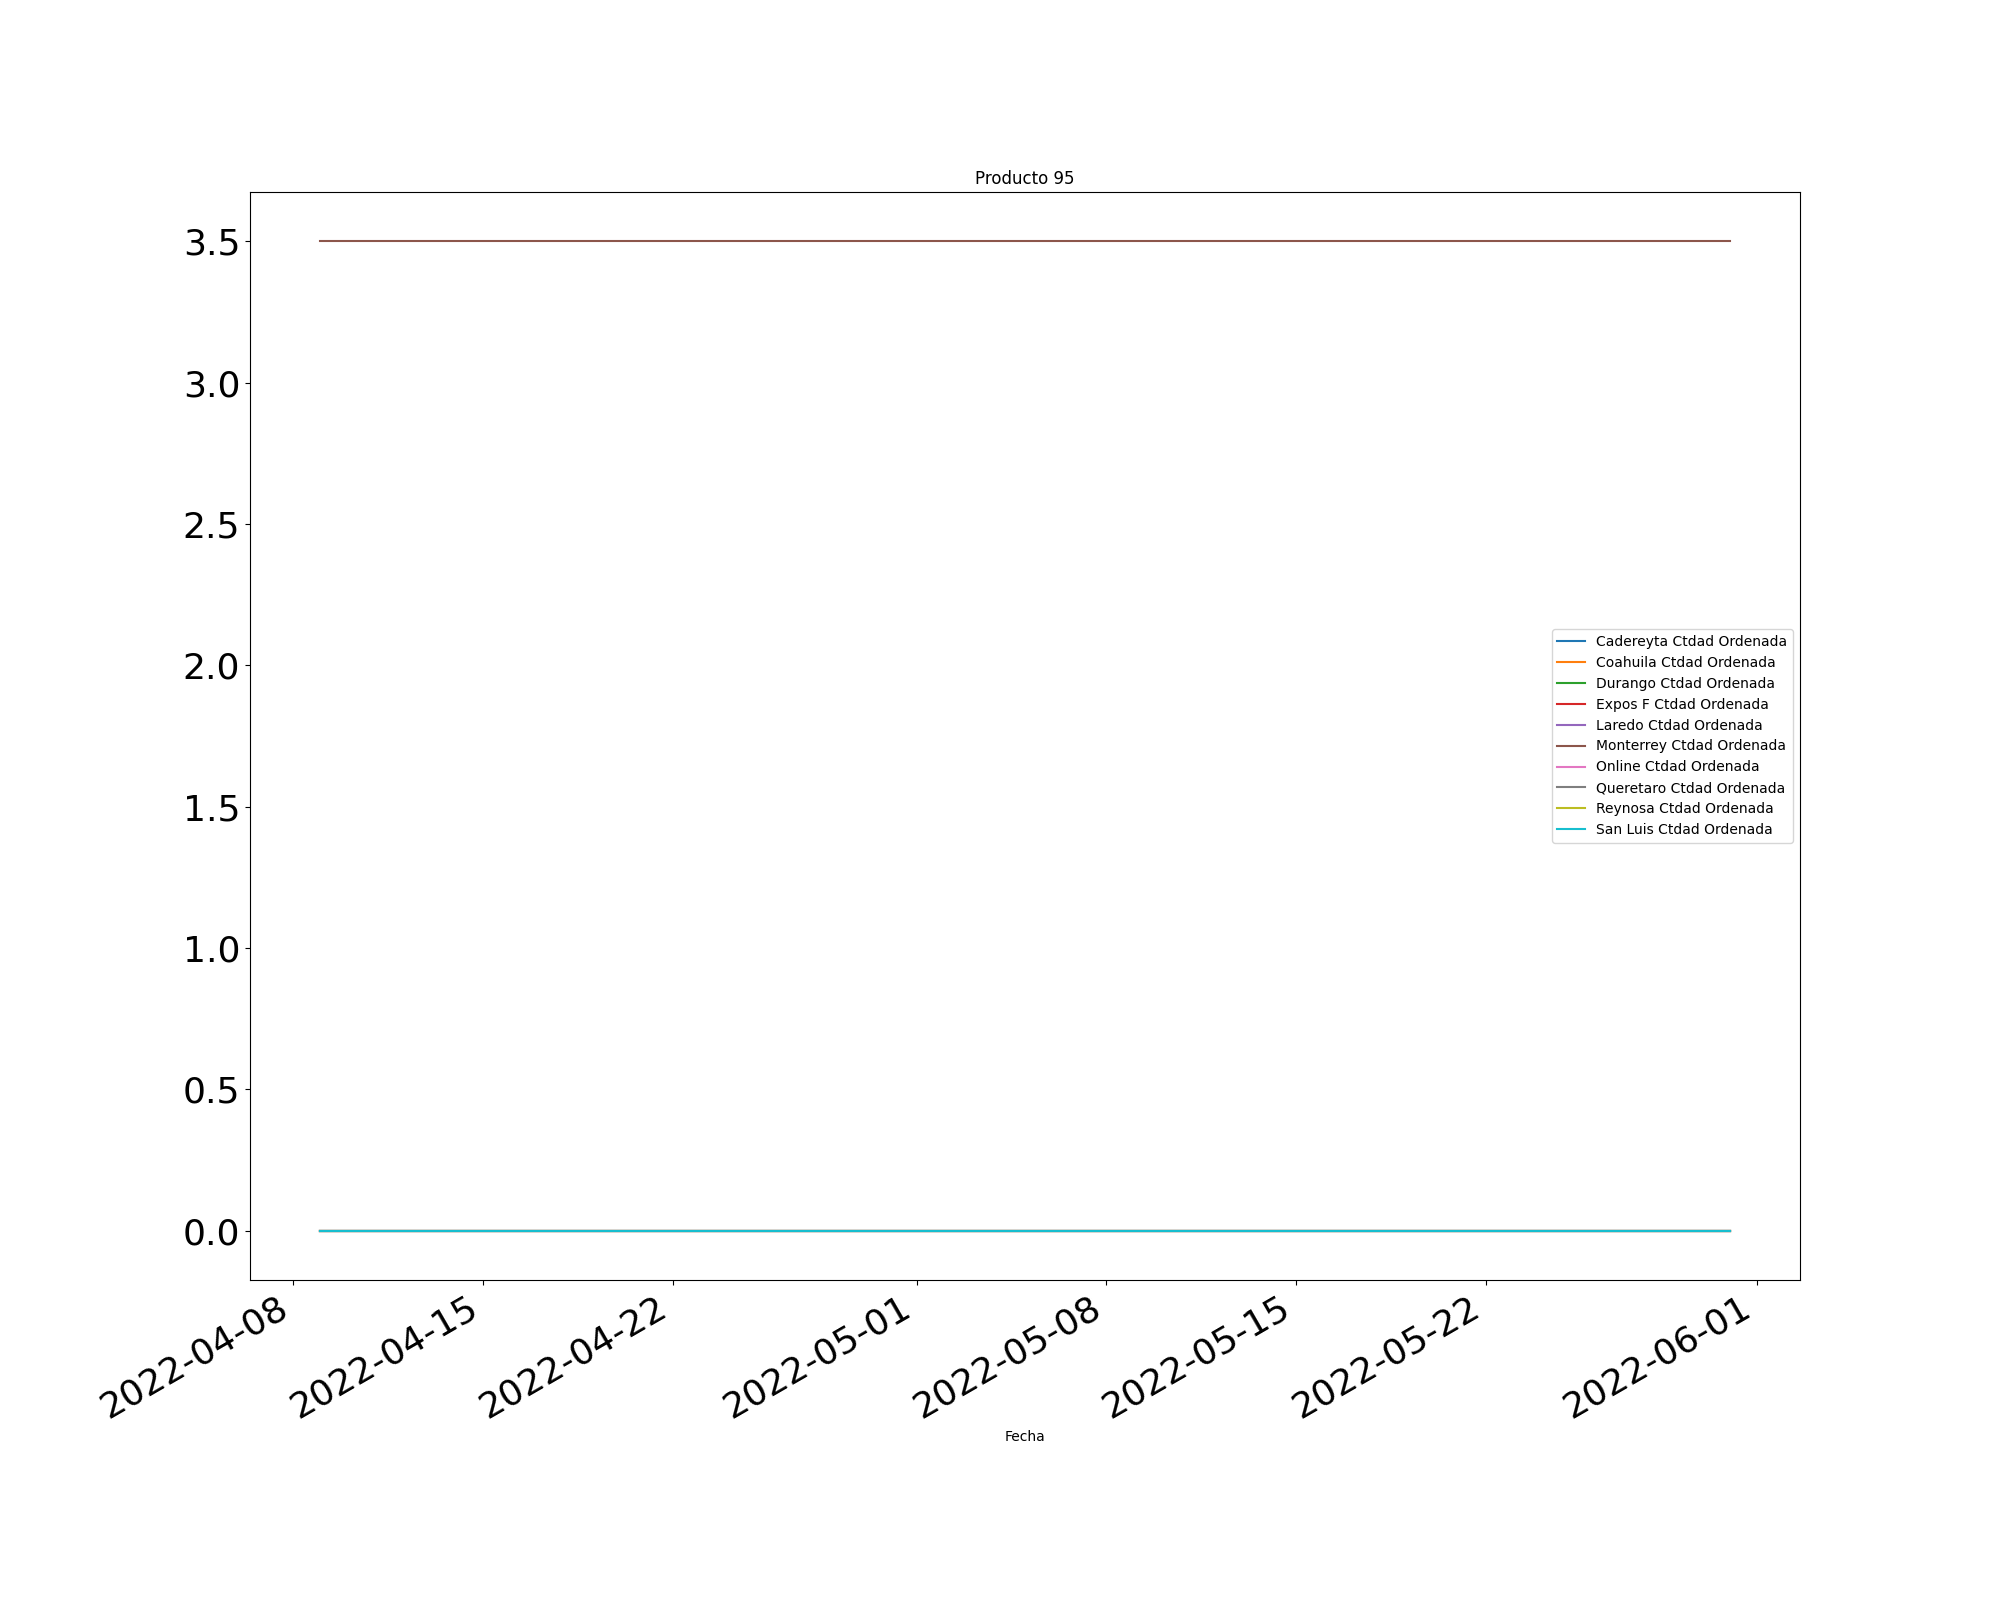 Producto 95
3.5
3.0
2.5
2.0
1.5
1.0
0.5
0.0
Cadereyta Ctdad Ordenada
Coahuila Ctdad Ordenada
Durango Ctdad Ordenada
Expos F Ctdad Ordenada
Laredo Ctdad Ordenada
Monterrey Ctdad Ordenada
Online Ctdad Ordenada
Queretaro Ctdad Ordenada
Reynosa Ctdad Ordenada
San Luis Ctdad Ordenada
2022-04-08
2022-04-15
2022-04-22
2022-05-01
2022-05-08
2022-05-15
2022-05-22
2022-06-01
Fecha